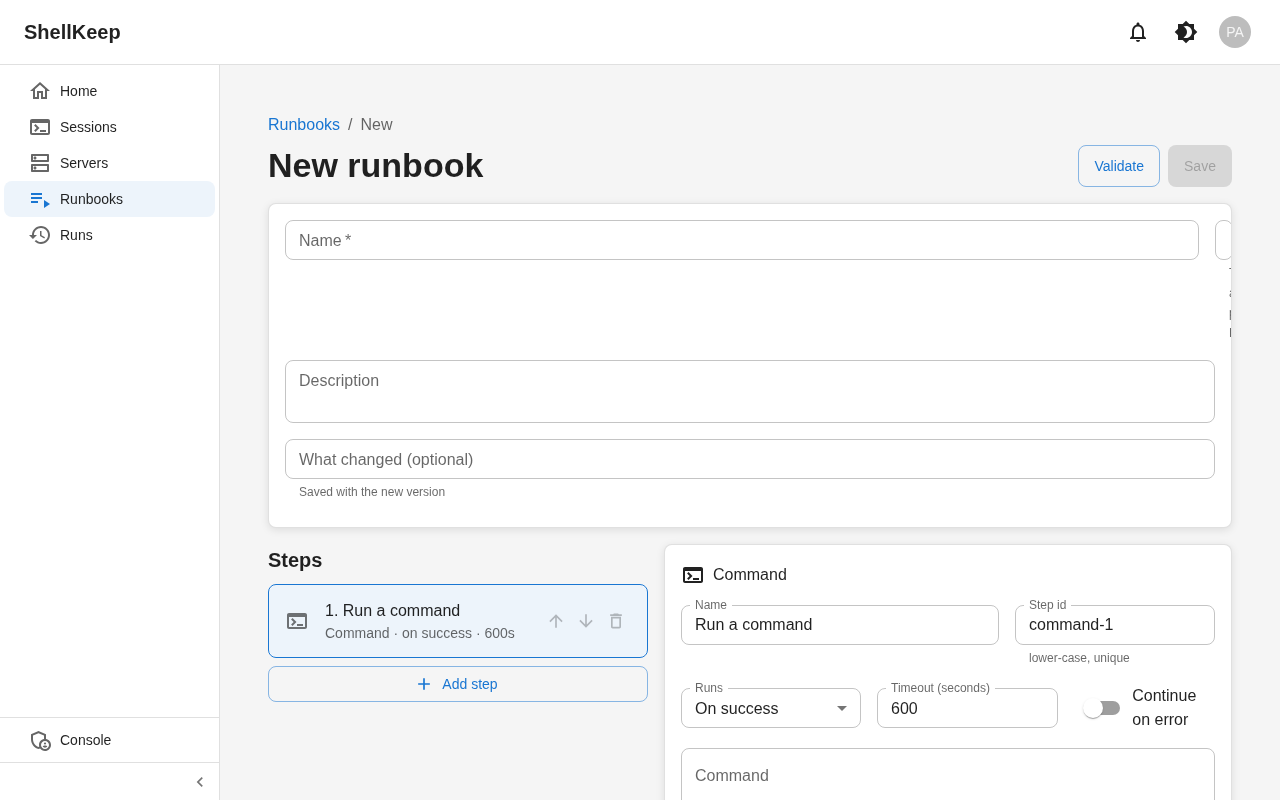 ShellKeep
PA
Home
Sessions
Servers
Runbooks
Runs
Console
Runbooks / New
New runbook
Validate
Save
Name *
Description
What changed (optional)
Saved with the new version
Steps
1. Run a command
Command · on success · 600s
Add step
Command
Name
Run a command
Step id
command-1
lower-case, unique
Runs
On success
Timeout (seconds)
600
Continue
on error
Command